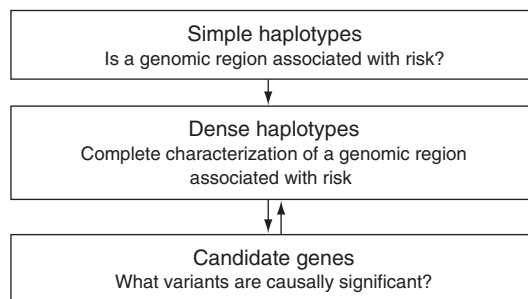 Simple haplotypes
Is a genomic region associated with risk?
Dense haplotypes
Complete characterization of a genomic region
associated with risk
Candidate genes
What variants are causally significant?